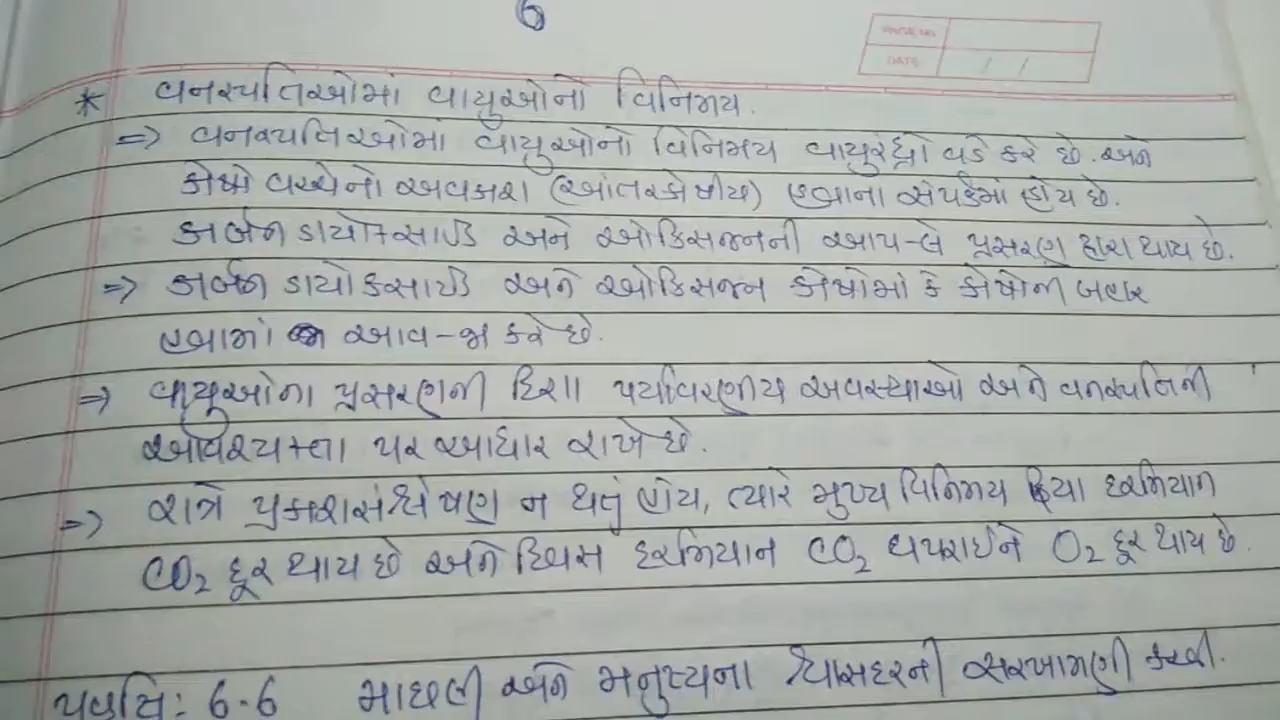 6
PAGE NO.
DATE / /
* વનસ્પતિઓમાં વાયુઓનો વિનિમય.
=> વનસ્પતિઓમાં વાયુઓનો વિનિમય વાયુરંધ્રો વડે કરે છે. અને
કોષો વચ્ચેનો અવકાશ (આંતરકોષીય) હવાના સંપર્કમાં હોય છે.
કાર્બન ડાયોક્સાઈડ અને ઓક્સિજનની આપ-લે પ્રસરણ દ્વારા થાય છે.
=> કાર્બન ડાયોક્સાઈડ અને ઓક્સિજન કોષોમાં કે કોષોની બહાર
હવામાં આવ-જા કરે છે.
=> વાયુઓના પ્રસરણની દિશા પર્યાવરણીય અવસ્થાઓ અને વનસ્પતિની
આવશ્યકતા પર આધાર રાખે છે.
=> રાત્રે પ્રકાશસંશ્લેષણ ન થતું હોય, ત્યારે મુખ્ય વિનિમય ક્રિયા દરમિયાન
CO₂ દૂર થાય છે અને દિવસ દરમિયાન CO₂ વપરાઈને O₂ દૂર થાય છે.
પ્રવૃત્તિ: 6.6 માછલી અને મનુષ્યના શ્વાસદરની સરખામણી કરવી.